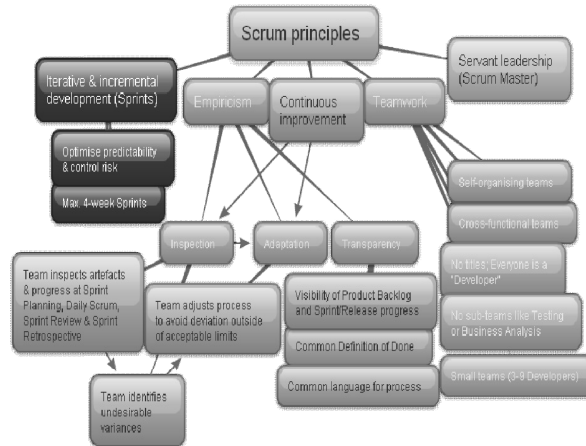 Scrum principles
Iterative & incremental
development (Sprints)
Empiricism
Continuous
improvement
Teamwork
Servant leadership
(Scrum Master)
Optimise predictability
& control risk
Max. 4-week Sprints
Self-organising teams
Cross-functional teams
No titles; Everyone is a
"Developer"
No sub-teams like Testing
or Business Analysis
Small teams (3-9 Developers)
Inspection
Adaptation
Transparency
Team inspects artefacts
& progress at Sprint
Planning, Daily Scrum,
Sprint Review & Sprint
Retrospective
Team adjusts process
to avoid deviation outside
of acceptable limits
Visibility of Product Backlog
and Sprint/Release progress
Common Definition of Done
Common language for process
Team identifies
undesirable
variances